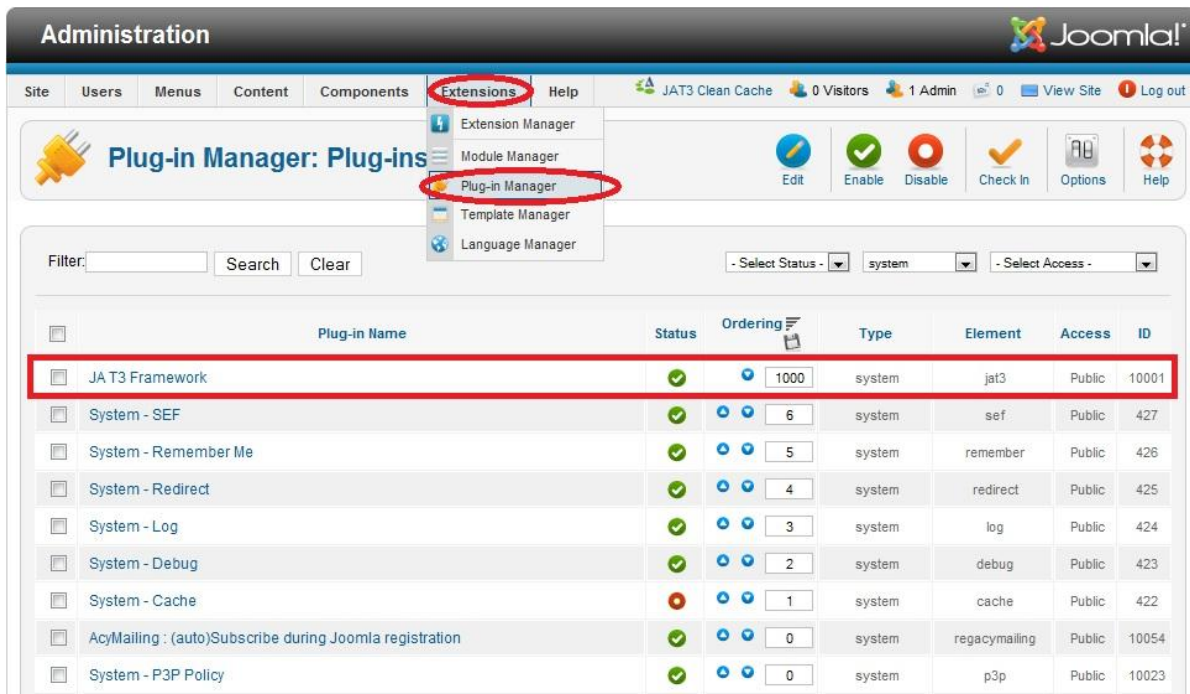 Administration
Joomla!
Site Users Menus Content Components Extensions Help JAT3 Clean Cache 0 Visitors 1 Admin 0 View Site Log out
Extension Manager
Module Manager
Plug-in Manager
Template Manager
Language Manager
Plug-in Manager: Plug-ins
Edit Enable Disable Check In Options Help
Filter: Search Clear - Select Status - system - Select Access -
Plug-in Name Status Ordering Type Element Access ID
JA T3 Framework 1000 system jat3 Public 10001
System - SEF 6 system sef Public 427
System - Remember Me 5 system remember Public 426
System - Redirect 4 system redirect Public 425
System - Log 3 system log Public 424
System - Debug 2 system debug Public 423
System - Cache 1 system cache Public 422
AcyMailing : (auto)Subscribe during Joomla registration 0 system regacymailing Public 10054
System - P3P Policy 0 system p3p Public 10023